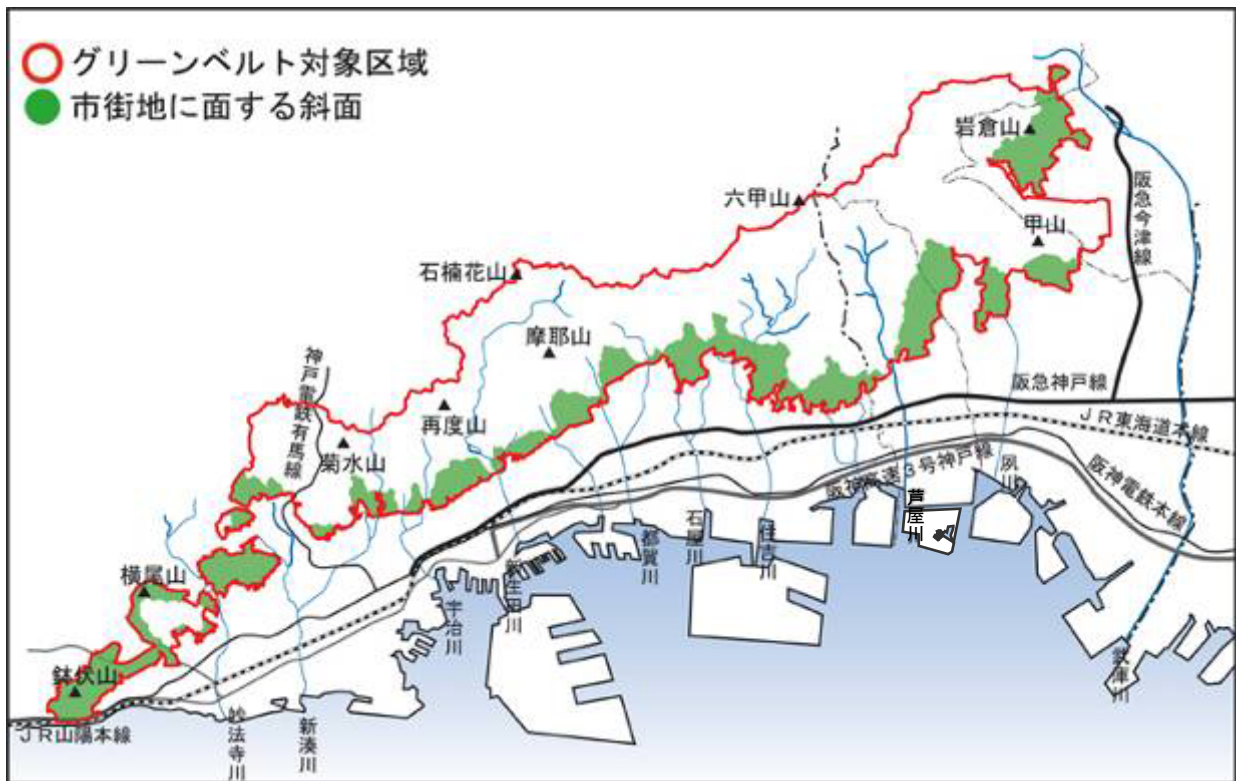 グリーンベルト対象区域
市街地に面する斜面
岩倉山
六甲山
甲山
阪急今津線
石楠花山
摩耶山
神戸電鉄有馬線
再度山
菊水山
阪急神戸線
JR東海道本線
阪神高速3号神戸線
夙川
阪神電鉄本線
芦屋川
住吉川
石屋川
都賀川
新生田川
宇治川
横尾山
鉢伏山
JR山陽本線
妙法寺川
新湊川
武庫川